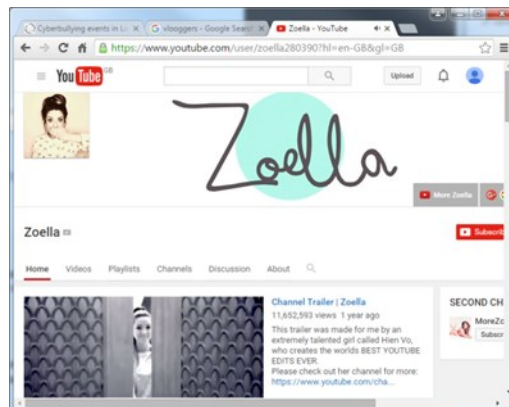 Cyberbullying events in Li
vlooggers - Google Search
Zoella - YouTube
https://www.youtube.com/user/zoella280390?hl=en-GB&gl=GB
YouTube GB
Upload
Zoella
More Zoella
Zoella
Subscrib
Home Videos Playlists Channels Discussion About
Channel Trailer | Zoella
11,652,593 views 1 year ago
This trailer was made for me by an
extremely talented girl called Hien Vo,
who creates the worlds BEST YOUTUBE
EDITS EVER.
Please check out her channel for more:
https://www.youtube.com/cha...
SECOND CH
MoreZo
Subscr